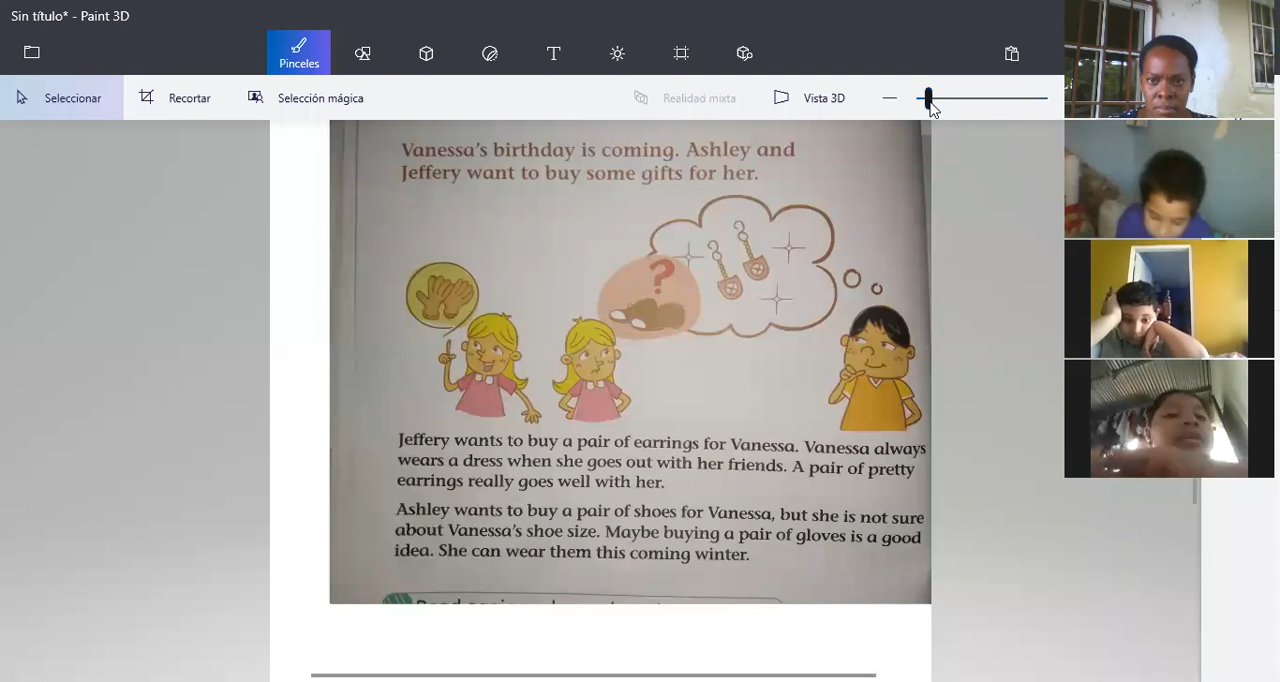 Sin título* - Paint 3D
Pinceles
Seleccionar
Recortar
Selección mágica
Realidad mixta
Vista 3D
Vanessa's birthday is coming. Ashley and
Jeffery want to buy some gifts for her.
?
Jeffery wants to buy a pair of earrings for Vanessa. Vanessa always
wears a dress when she goes out with her friends. A pair of pretty
earrings really goes well with her.
Ashley wants to buy a pair of shoes for Vanessa, but she is not sure
about Vanessa's shoe size. Maybe buying a pair of gloves is a good
idea. She can wear them this coming winter.